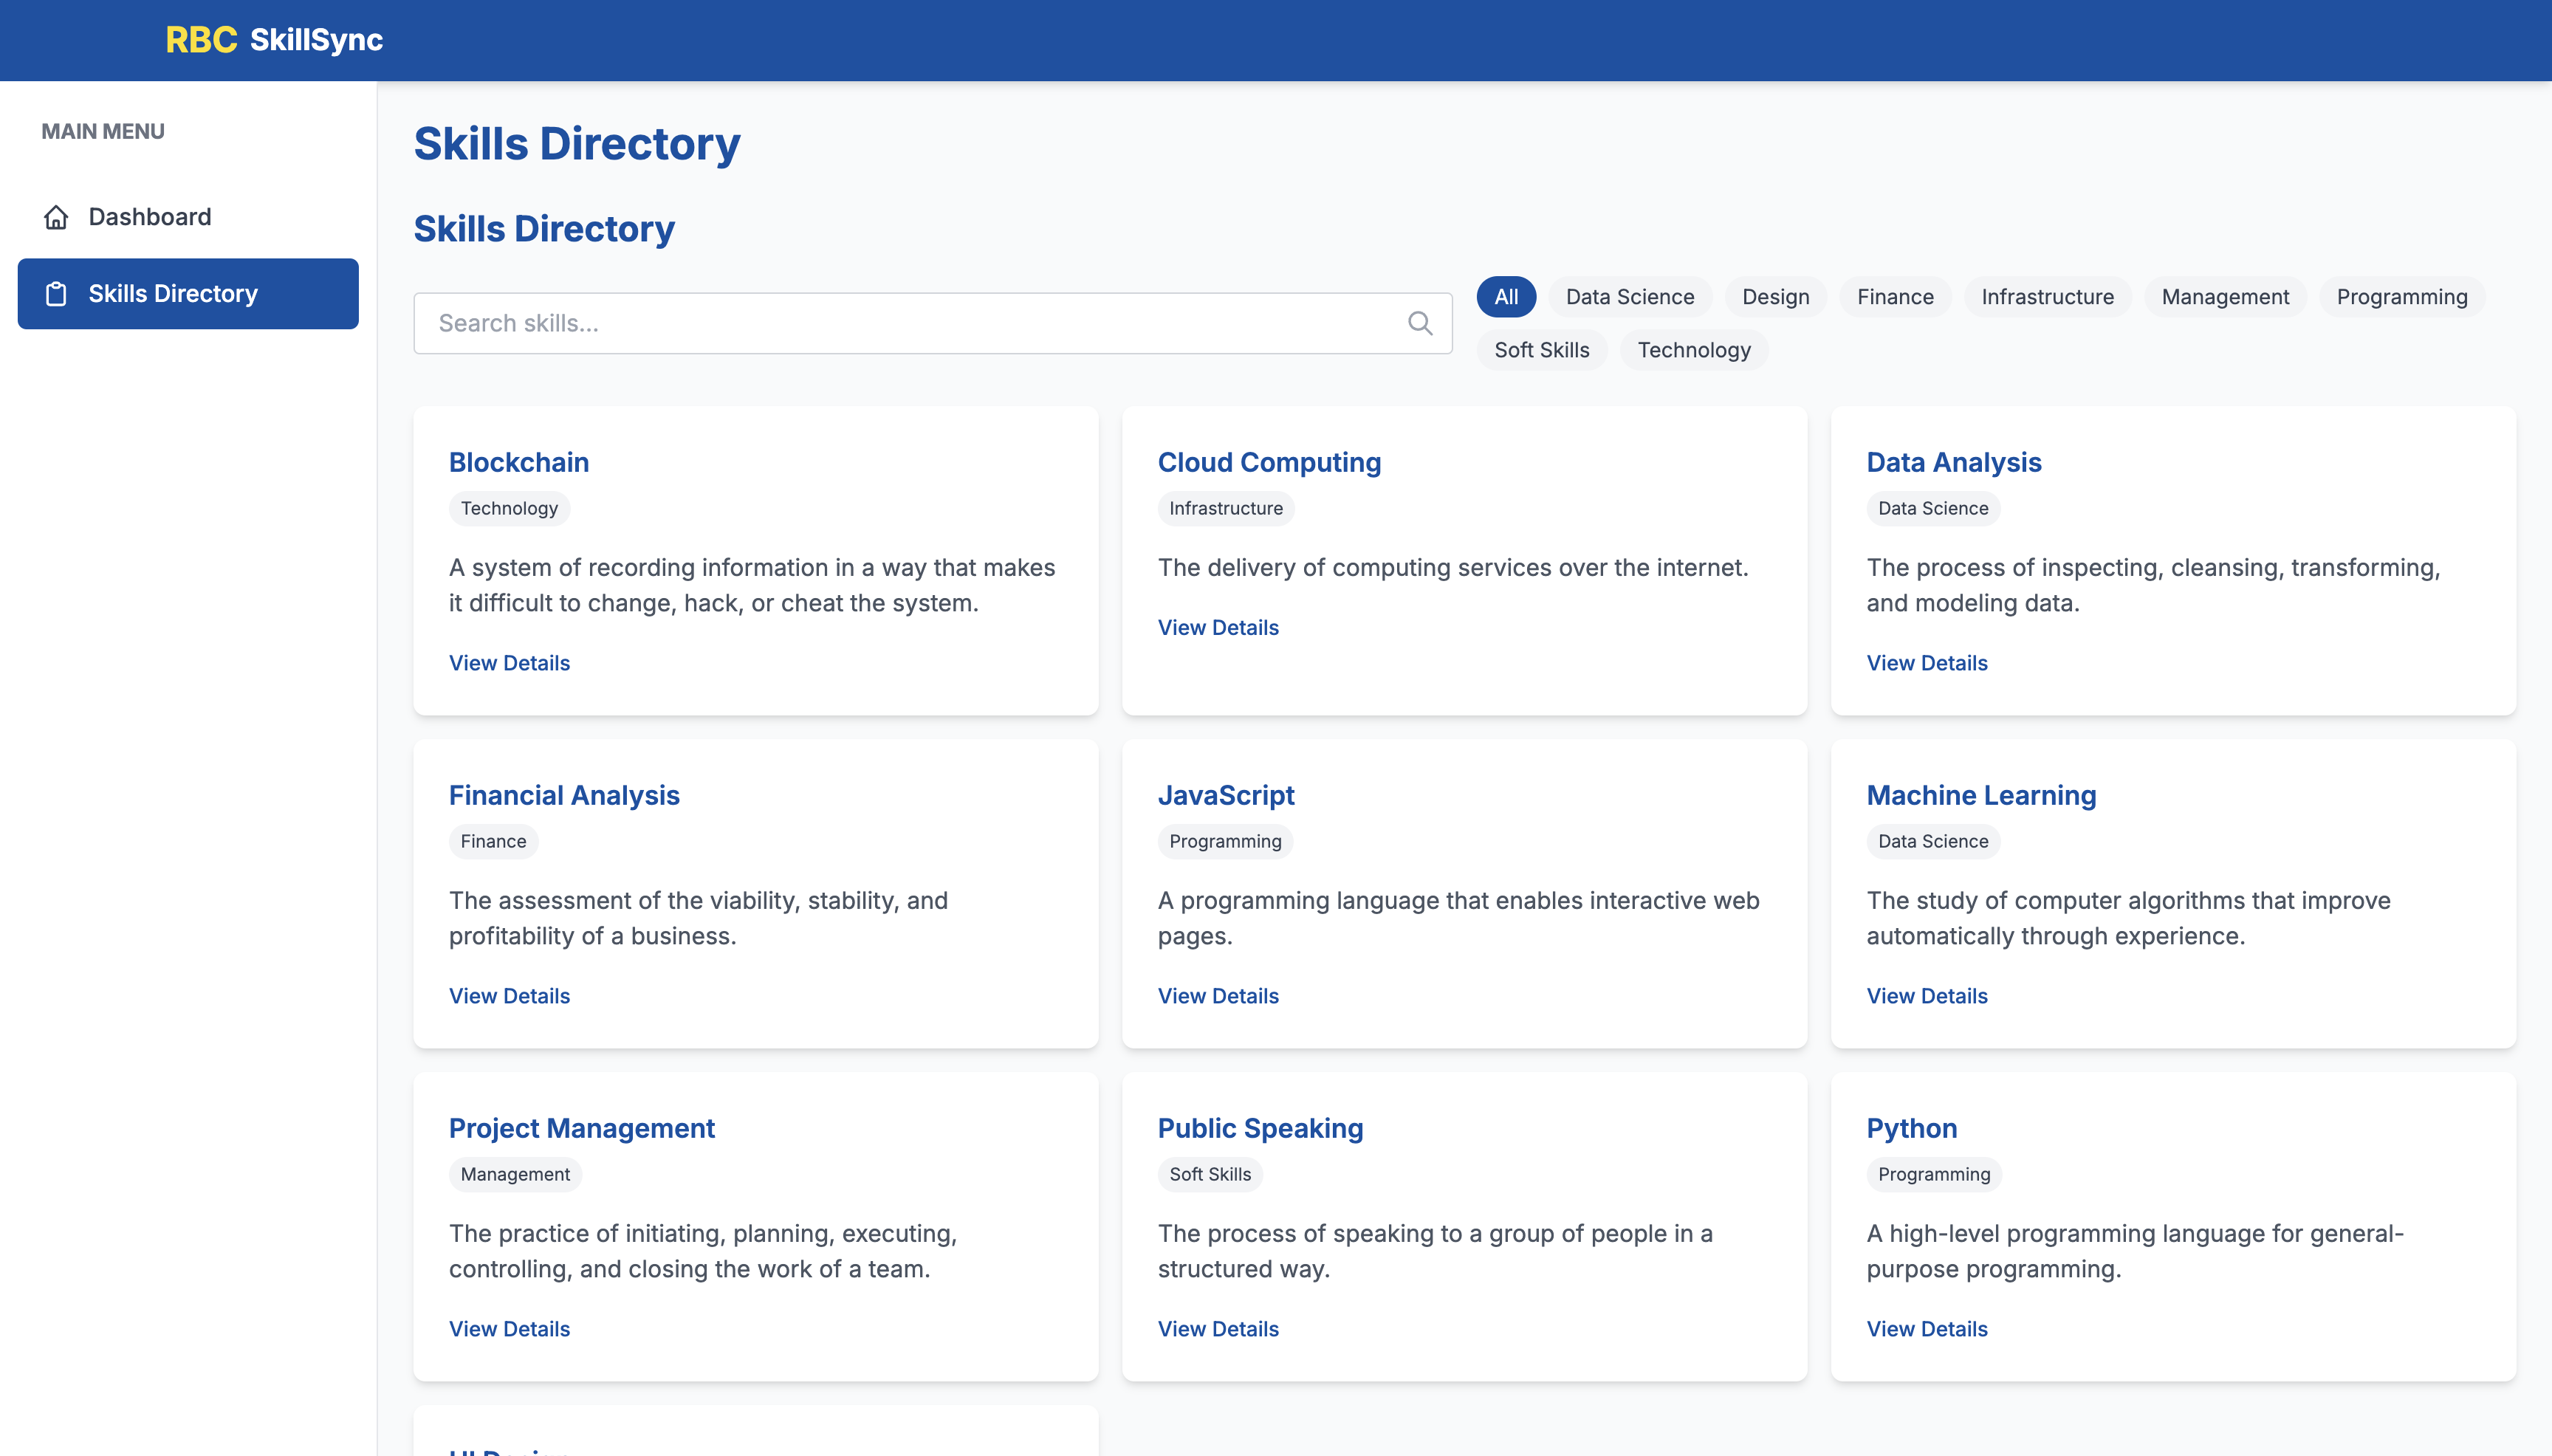 RBC SkillSync
MAIN MENU
Dashboard
Skills Directory
Skills Directory
Skills Directory
Search skills...
All
Data Science
Design
Finance
Infrastructure
Management
Programming
Soft Skills
Technology
Blockchain
Technology
A system of recording information in a way that makes
it difficult to change, hack, or cheat the system.
View Details
Cloud Computing
Infrastructure
The delivery of computing services over the internet.
View Details
Data Analysis
Data Science
The process of inspecting, cleansing, transforming,
and modeling data.
View Details
Financial Analysis
Finance
The assessment of the viability, stability, and
profitability of a business.
View Details
JavaScript
Programming
A programming language that enables interactive web
pages.
View Details
Machine Learning
Data Science
The study of computer algorithms that improve
automatically through experience.
View Details
Project Management
Management
The practice of initiating, planning, executing,
controlling, and closing the work of a team.
View Details
Public Speaking
Soft Skills
The process of speaking to a group of people in a
structured way.
View Details
Python
Programming
A high-level programming language for general-
purpose programming.
View Details
UI Design